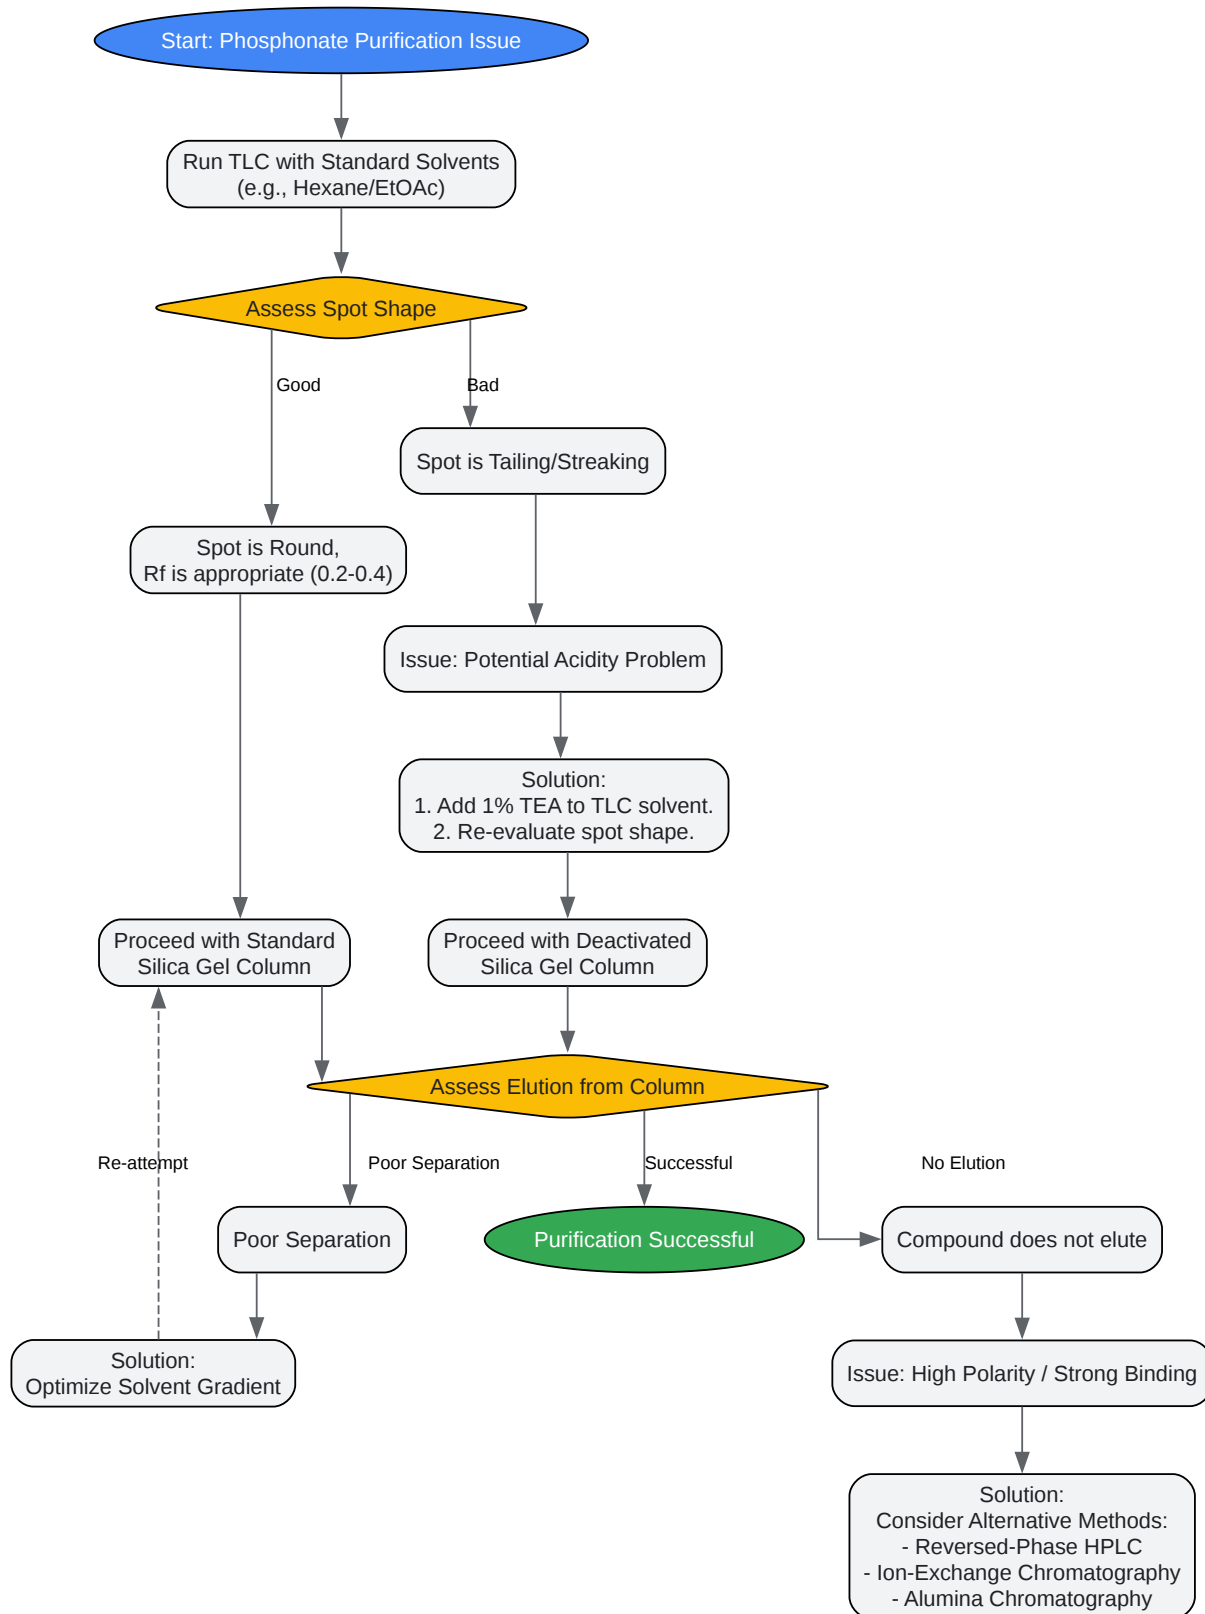 Start: Phosphonate Purification Issue
Run TLC with Standard Solvents
(e.g., Hexane/EtOAc)
Assess Spot Shape
Good
Bad
Spot is Tailing/Streaking
Spot is Round,
Rf is appropriate (0.2-0.4)
Issue: Potential Acidity Problem
Solution:
1. Add 1% TEA to TLC solvent.
2. Re-evaluate spot shape.
Proceed with Standard
Silica Gel Column
Proceed with Deactivated
Silica Gel Column
Assess Elution from Column
Re-attempt
Poor Separation
Successful
No Elution
Poor Separation
Purification Successful
Compound does not elute
Solution:
Optimize Solvent Gradient
Issue: High Polarity / Strong Binding
Solution:
Consider Alternative Methods:
- Reversed-Phase HPLC
- Ion-Exchange Chromatography
- Alumina Chromatography